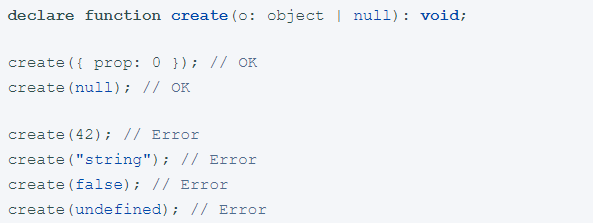 declare function create(o: object | null): void;
create({ prop: 0 }); // OK
create(null); // OK
create(42); // Error
create("string"); // Error
create(false); // Error
create(undefined); // Error